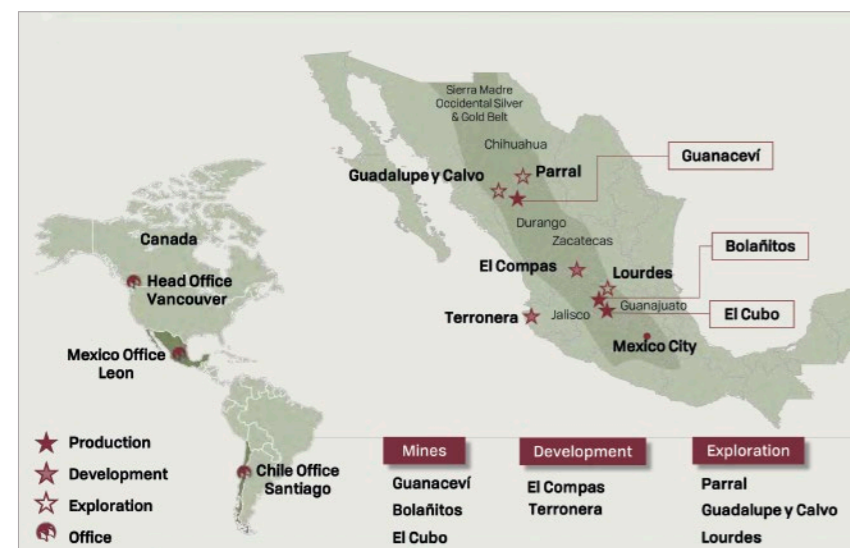 Sierra Madre
Occidental Silver
& Gold Belt
Chihuahua
Guadalupe y Calvo
Parral
Guanaceví
Durango
Zacatecas
El Compas
Lourdes
Bolañitos
Terronera
Jalisco
Guanajuato
El Cubo
Mexico City
Canada
Head Office
Vancouver
Mexico Office
Leon
Chile Office
Santiago
Production
Development
Exploration
Office
Mines
Guanaceví
Bolañitos
El Cubo
Development
El Compas
Terronera
Exploration
Parral
Guadalupe y Calvo
Lourdes